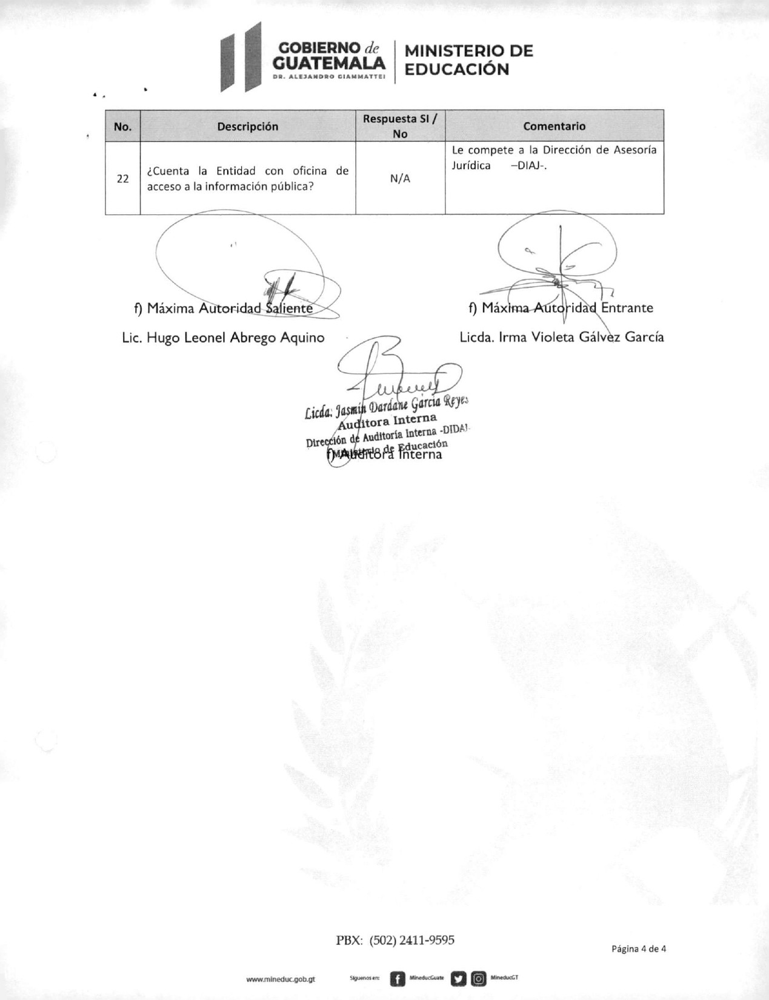 GOBIERNO de
GUATEMALA
DR. ALEJANDRO GIAMMATTEI
MINISTERIO DE
EDUCACIÓN
No. Descripción Respuesta SI / No Comentario
22 ¿Cuenta la Entidad con oficina de acceso a la información pública? N/A Le compete a la Dirección de Asesoría Jurídica –DIAJ-.
f) Máxima Autoridad Saliente
f) Máxima Autoridad Entrante
Lic. Hugo Leonel Abrego Aquino
Licda. Irma Violeta Gálvez García
Licda. Jasmín Dardane García Reyes
Auditora Interna
Dirección de Auditoría Interna -DIDAI-
Ministerio de Educación
f) Auditora Interna
PBX: (502) 2411-9595
Página 4 de 4
www.mineduc.gob.gt
Síguenos en:
MineducGuate
MineducGT